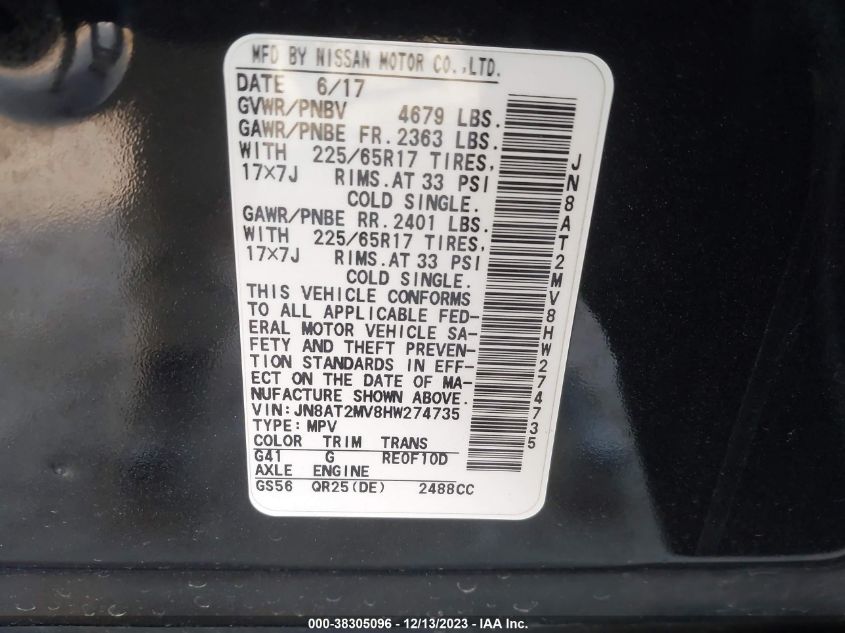 MFD BY NISSAN MOTOR CO.,LTD.
DATE 6/17
GVWR/PNBV 4679 LBS.
GAWR/PNBE FR. 2363 LBS.
WITH 225/65R17 TIRES,
17×7J RIMS. AT 33 PSI
COLD SINGLE.
GAWR/PNBE RR. 2401 LBS.
WITH 225/65R17 TIRES,
17×7J RIMS. AT 33 PSI
COLD SINGLE.
THIS VEHICLE CONFORMS
TO ALL APPLICABLE FED-
ERAL MOTOR VEHICLE SA-
FETY AND THEFT PREVEN-
TION STANDARDS IN EFF-
ECT ON THE DATE OF MA-
NUFACTURE SHOWN ABOVE.
VIN: JN8AT2MV8HW274735
TYPE: MPV
COLOR TRIM TRANS
G41 G RE0F10D
AXLE ENGINE
GS56 QR25(DE) 2488CC
JN8AT2MV8HW274735
000-38305096 - 12/13/2023 - IAA Inc.